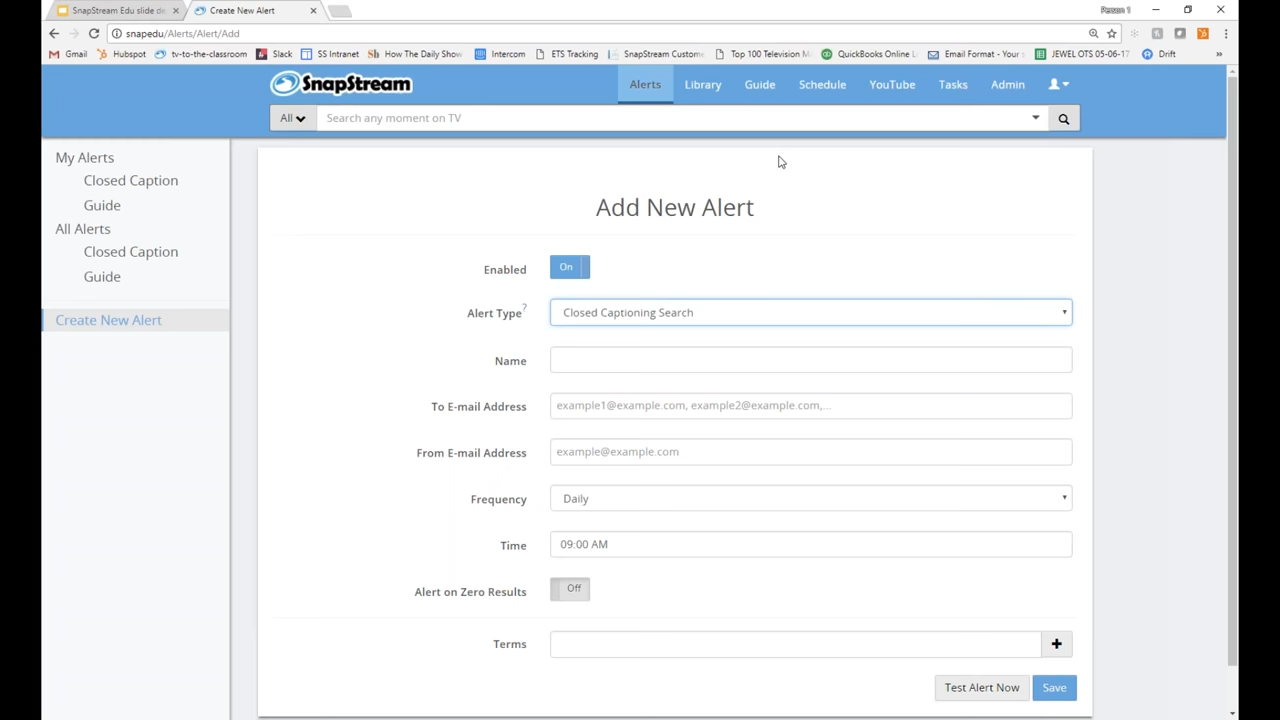 SnapStream Edu slide de
Create New Alert
Person 1
snapedu/Alerts/Alert/Add
Gmail Hubspot tv-to-the-classroom Slack SS Intranet How The Daily Show Intercom ETS Tracking SnapStream Custome Top 100 Television M QuickBooks Online L Email Format - Your s JEWEL OTS 05-06-17 Drift »
SnapStream
Alerts Library Guide Schedule YouTube Tasks Admin
All Search any moment on TV
My Alerts
Closed Caption
Guide
All Alerts
Closed Caption
Guide
Create New Alert
Add New Alert
Enabled On
Alert Type? Closed Captioning Search
Name
To E-mail Address example1@example.com, example2@example.com,...
From E-mail Address example@example.com
Frequency Daily
Time 09:00 AM
Alert on Zero Results Off
Terms +
Test Alert Now Save